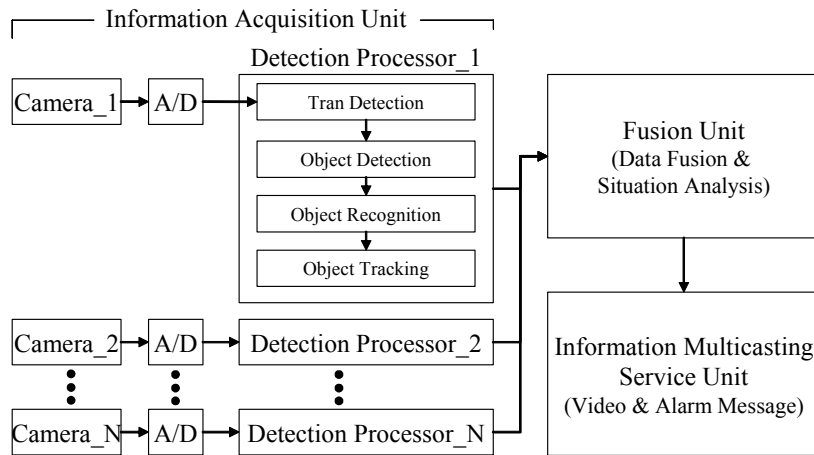 Information Acquisition Unit
Detection Processor_1
Camera_1
A/D
Tran Detection
Object Detection
Object Recognition
Object Tracking
Fusion Unit
(Data Fusion &
Situation Analysis)
Camera_2
A/D
Detection Processor_2
Camera_N
A/D
Detection Processor_N
Information Multicasting
Service Unit
(Video & Alarm Message)